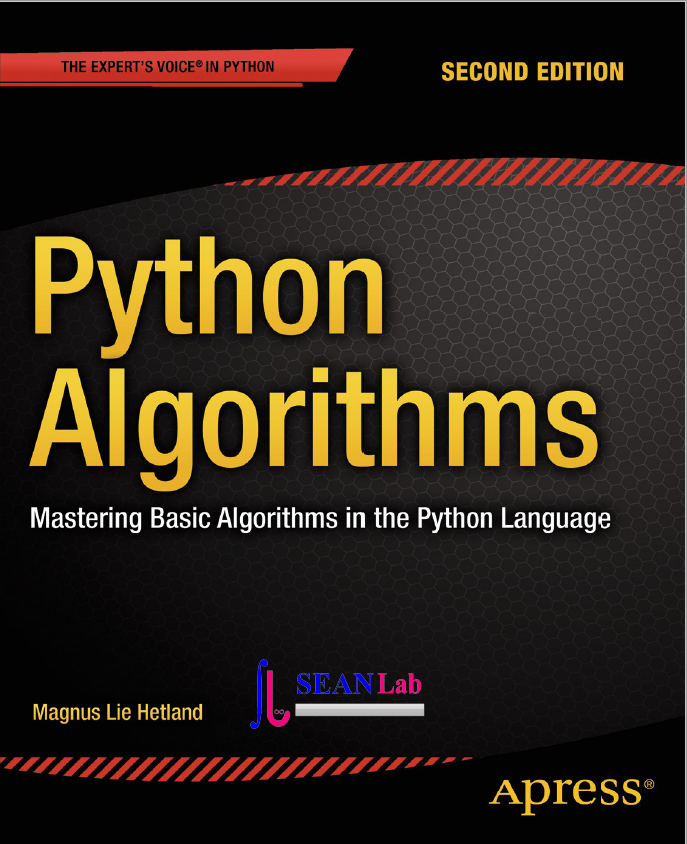 THE EXPERT'S VOICE® IN PYTHON
SECOND EDITION
Python
Algorithms
Mastering Basic Algorithms in the Python Language
SEAN Lab
Magnus Lie Hetland
Apress®